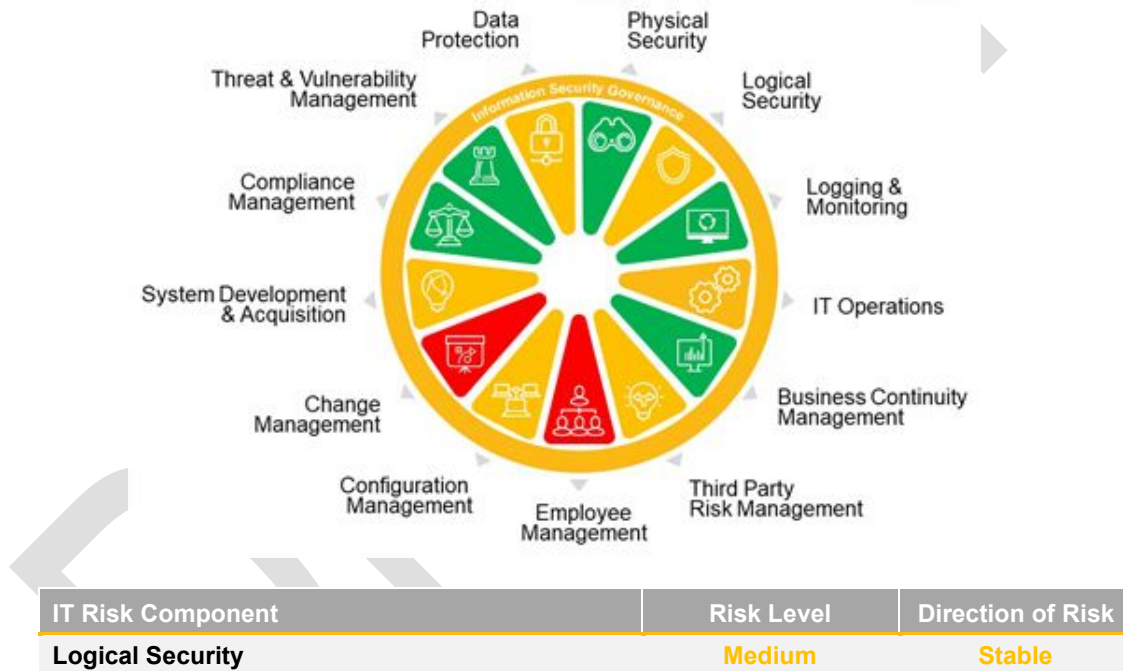 Data
Protection
Physical
Security
Threat & Vulnerability
Management
Logical
Security
Information Security Governance
Compliance
Management
Logging &
Monitoring
System Development
& Acquisition
IT Operations
Change
Management
Business Continuity
Management
Configuration
Management
Employee
Management
Third Party
Risk Management
IT Risk Component Risk Level Direction of Risk
Logical Security Medium Stable